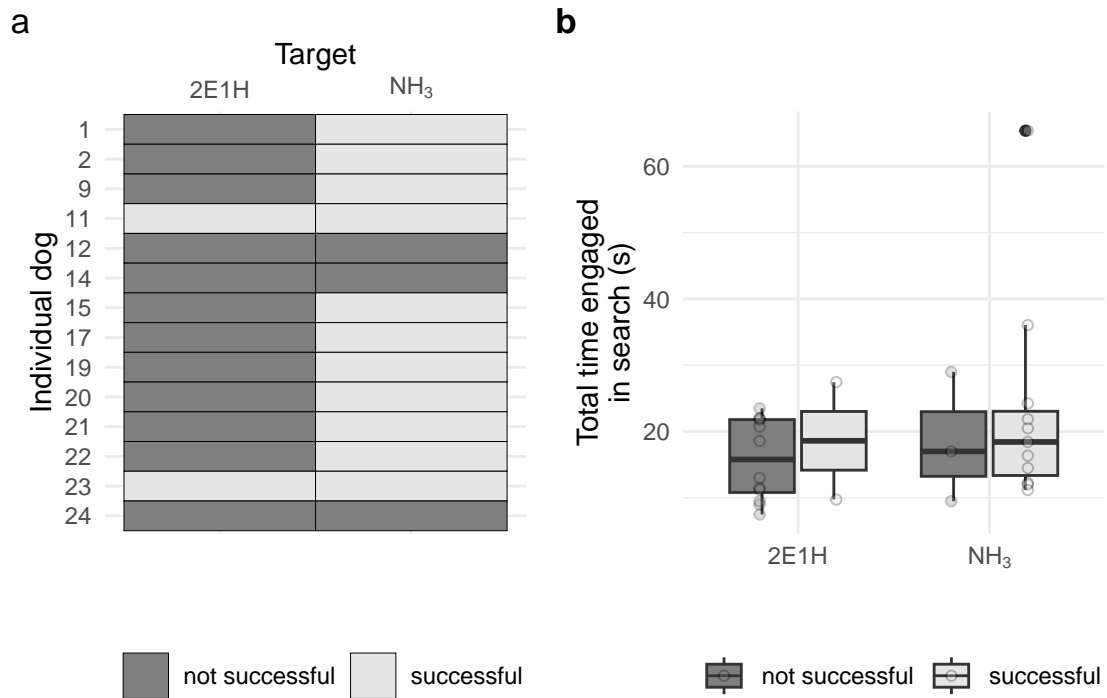 a
Target
2E1H NH₃
Individual dog
1
2
9
11
12
14
15
17
19
20
21
22
23
24
not successful successful
b
Total time engaged
in search (s)
60
40
20
2E1H NH₃
not successful successful